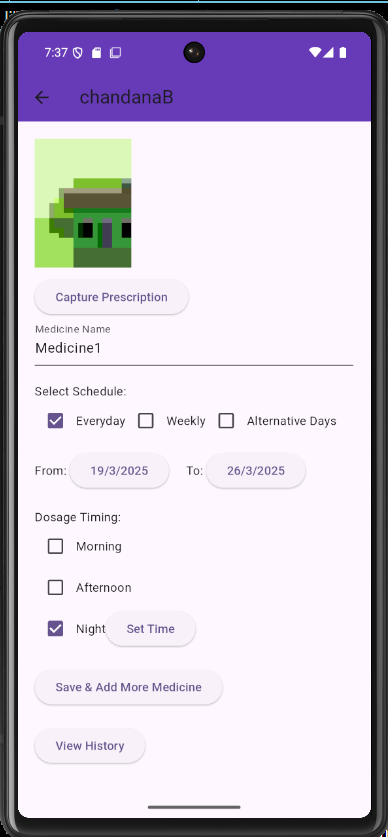 7:37
chandanaB
Capture Prescription
Medicine Name
Medicine1
Select Schedule:
Everyday Weekly Alternative Days
From: 19/3/2025 To: 26/3/2025
Dosage Timing:
Morning
Afternoon
Night Set Time
Save & Add More Medicine
View History